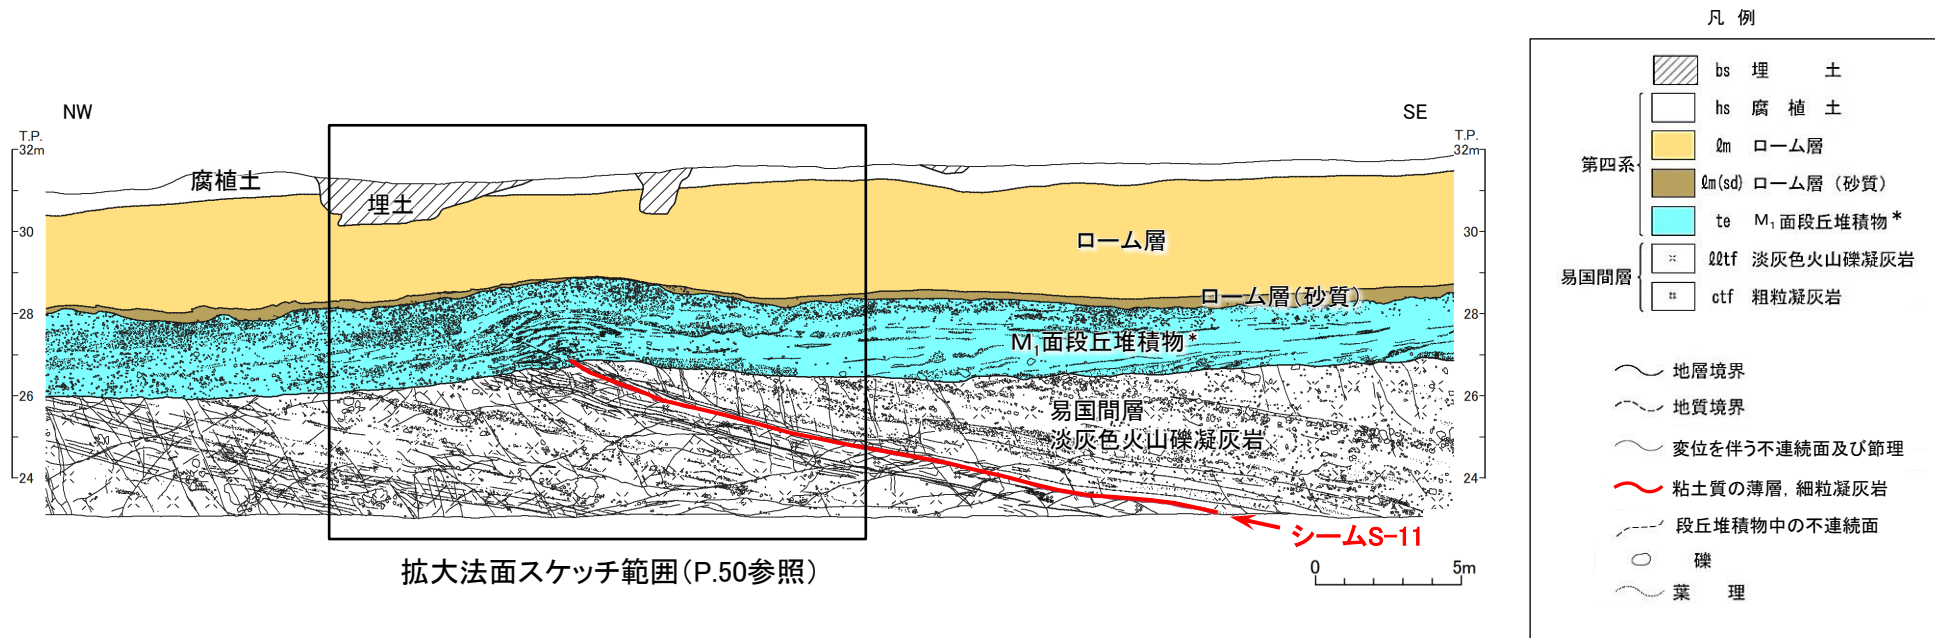 凡 例
bs 埋 土
hs 腐 植 土
第四系
ℓm ローム層
ℓm(sd) ローム層 (砂質)
te M₁面段丘堆積物*
易国間層
ℓℓtf 淡灰色火山礫凝灰岩
ctf 粗粒凝灰岩
地層境界
地質境界
変位を伴う不連続面及び節理
粘土質の薄層, 細粒凝灰岩
段丘堆積物中の不連続面
礫
葉 理
NW
SE
T.P.
32m
30
28
26
24
T.P.
32m
30
28
26
24
腐植土
埋土
ローム層
ローム層(砂質)
M₁面段丘堆積物*
易国間層
淡灰色火山礫凝灰岩
シームS-11
拡大法面スケッチ範囲(P.50参照)
0 5m